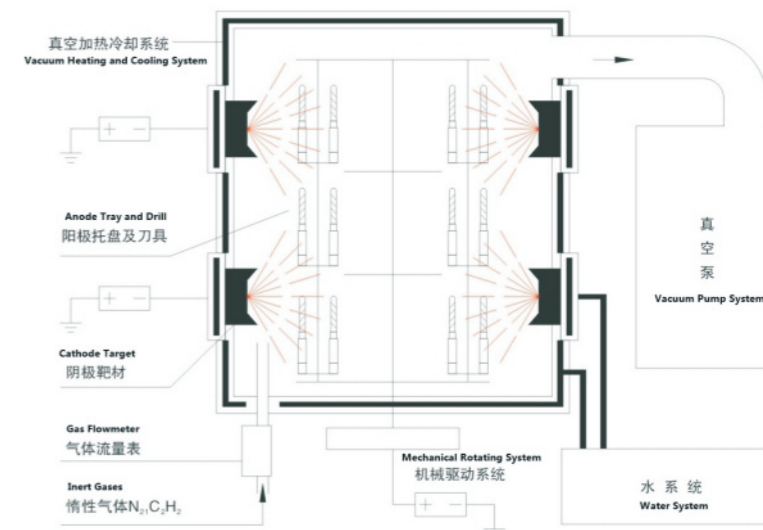 真空加热冷却系统
Vacuum Heating and Cooling System
Anode Tray and Drill
阳极托盘及刀具
真
空
泵
Vacuum Pump System
Cathode Target
阴极靶材
Gas Flowmeter
气体流量表
Mechanical Rotating System
机械驱动系统
Inert Gases
惰性气体N₂,C₂H₂
水 系 统
Water System